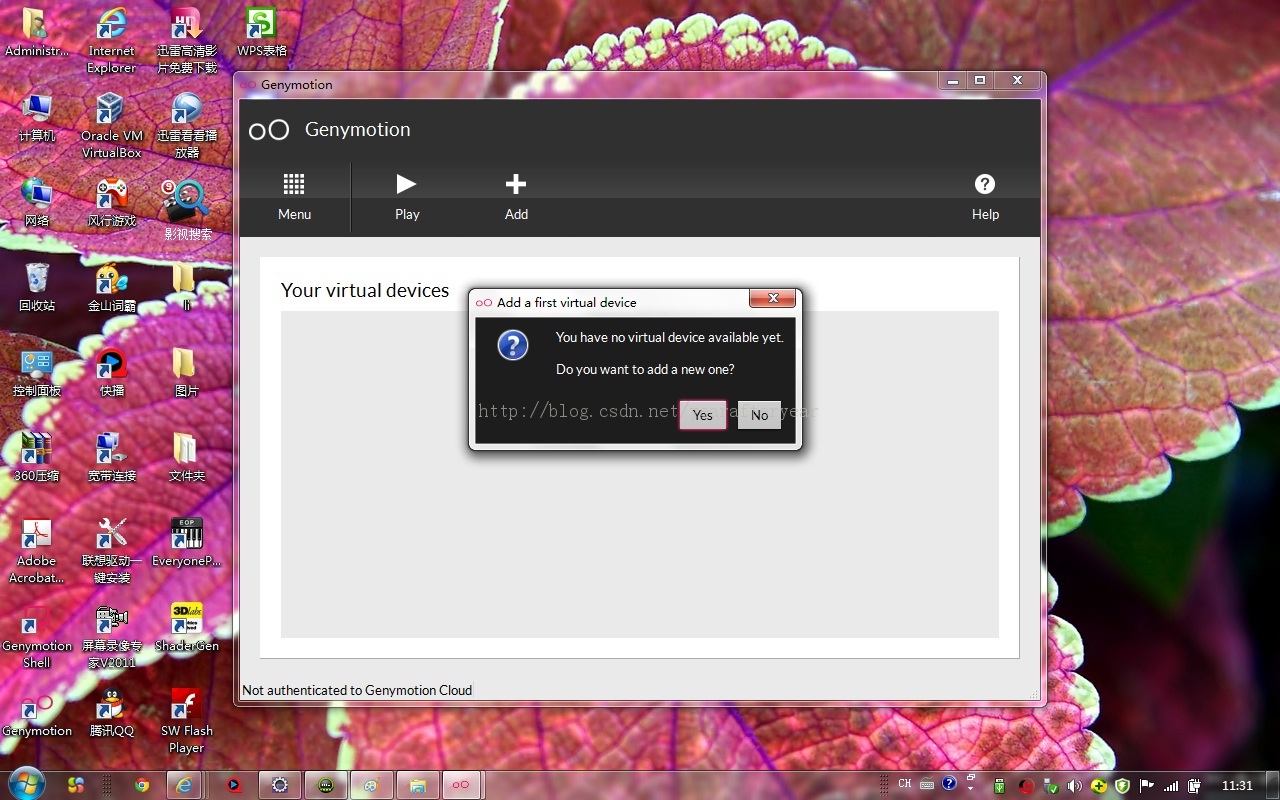 Administr...
Internet
Explorer
迅雷高清影
片免费下载
WPS表格
计算机
Oracle VM
VirtualBox
迅雷看看播
放器
网络
风行游戏
影视搜索
回收站
金山词霸
li
控制面板
快播
图片
360压缩
宽带连接
文件夹
Adobe
Acrobat...
联想驱动一
键安装
EOP
EveryoneP...
Genymotion
Shell
屏幕录像专
家V2011
3Dlabs
ShaderGen
Genymotion
腾讯QQ
SW Flash
Player
Genymotion
Genymotion
Menu
Play
Add
Help
Your virtual devices
Add a first virtual device
You have no virtual device available yet.
Do you want to add a new one?
http://blog.csdn.net
Yes
No
Not authenticated to Genymotion Cloud
CH
11:31